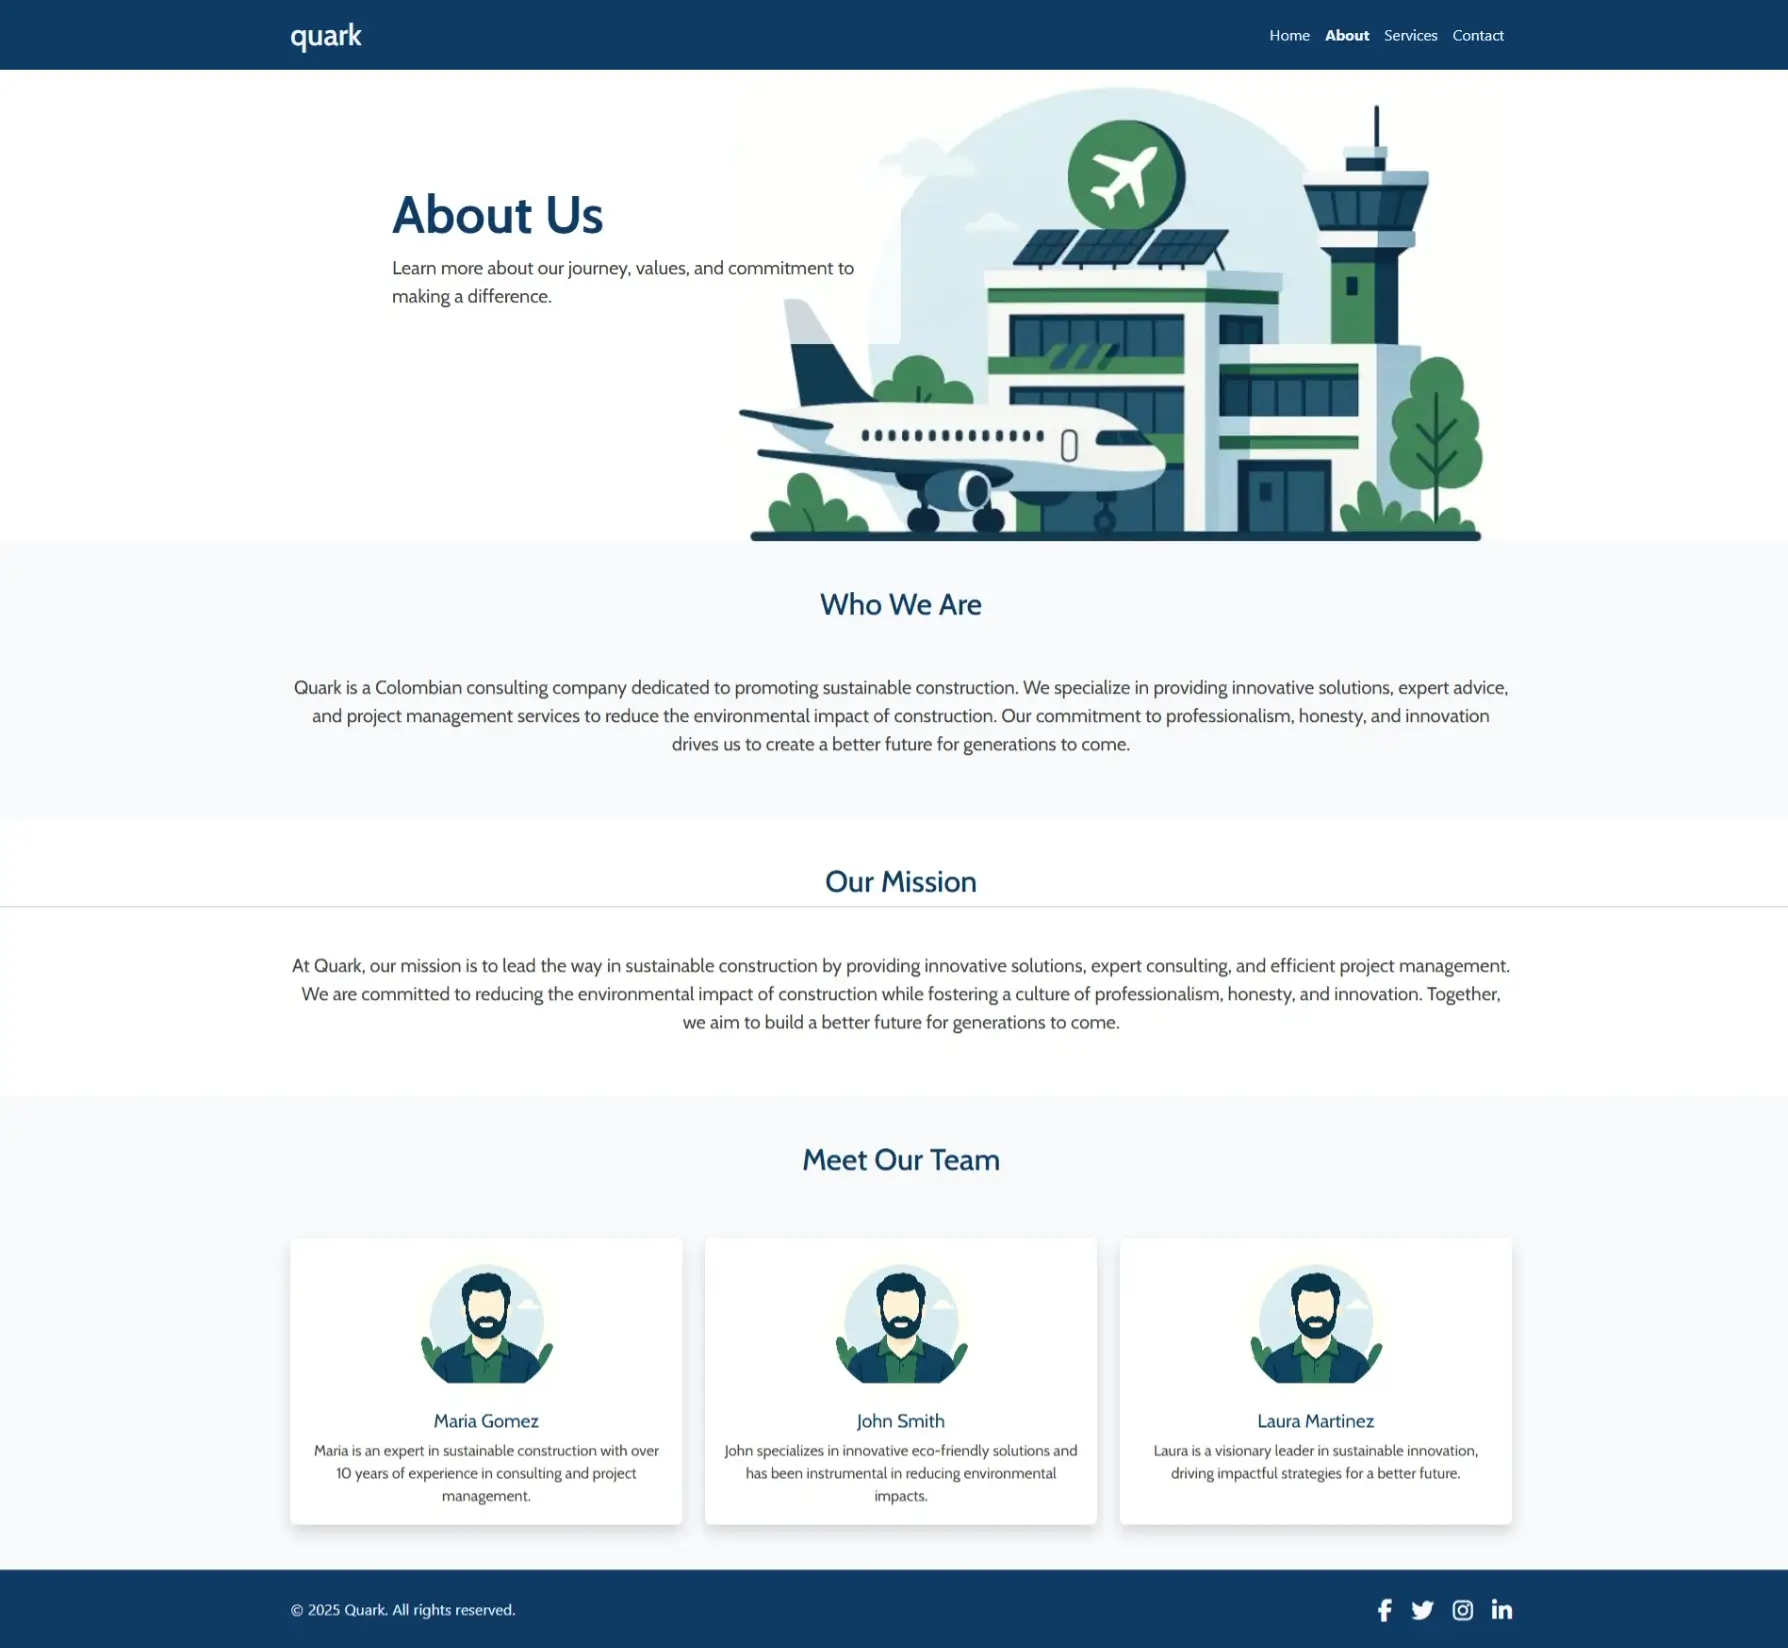 quark
Home About Services Contact
About Us
Learn more about our journey, values, and commitment to
making a difference.
Who We Are
Quark is a Colombian consulting company dedicated to promoting sustainable construction. We specialize in providing innovative solutions, expert advice,
and project management services to reduce the environmental impact of construction. Our commitment to professionalism, honesty, and innovation
drives us to create a better future for generations to come.
Our Mission
At Quark, our mission is to lead the way in sustainable construction by providing innovative solutions, expert consulting, and efficient project management.
We are committed to reducing the environmental impact of construction while fostering a culture of professionalism, honesty, and innovation. Together,
we aim to build a better future for generations to come.
Meet Our Team
Maria Gomez
Maria is an expert in sustainable construction with over
10 years of experience in consulting and project
management.
John Smith
John specializes in innovative eco-friendly solutions and
has been instrumental in reducing environmental
impacts.
Laura Martinez
Laura is a visionary leader in sustainable innovation,
driving impactful strategies for a better future.
© 2025 Quark. All rights reserved.